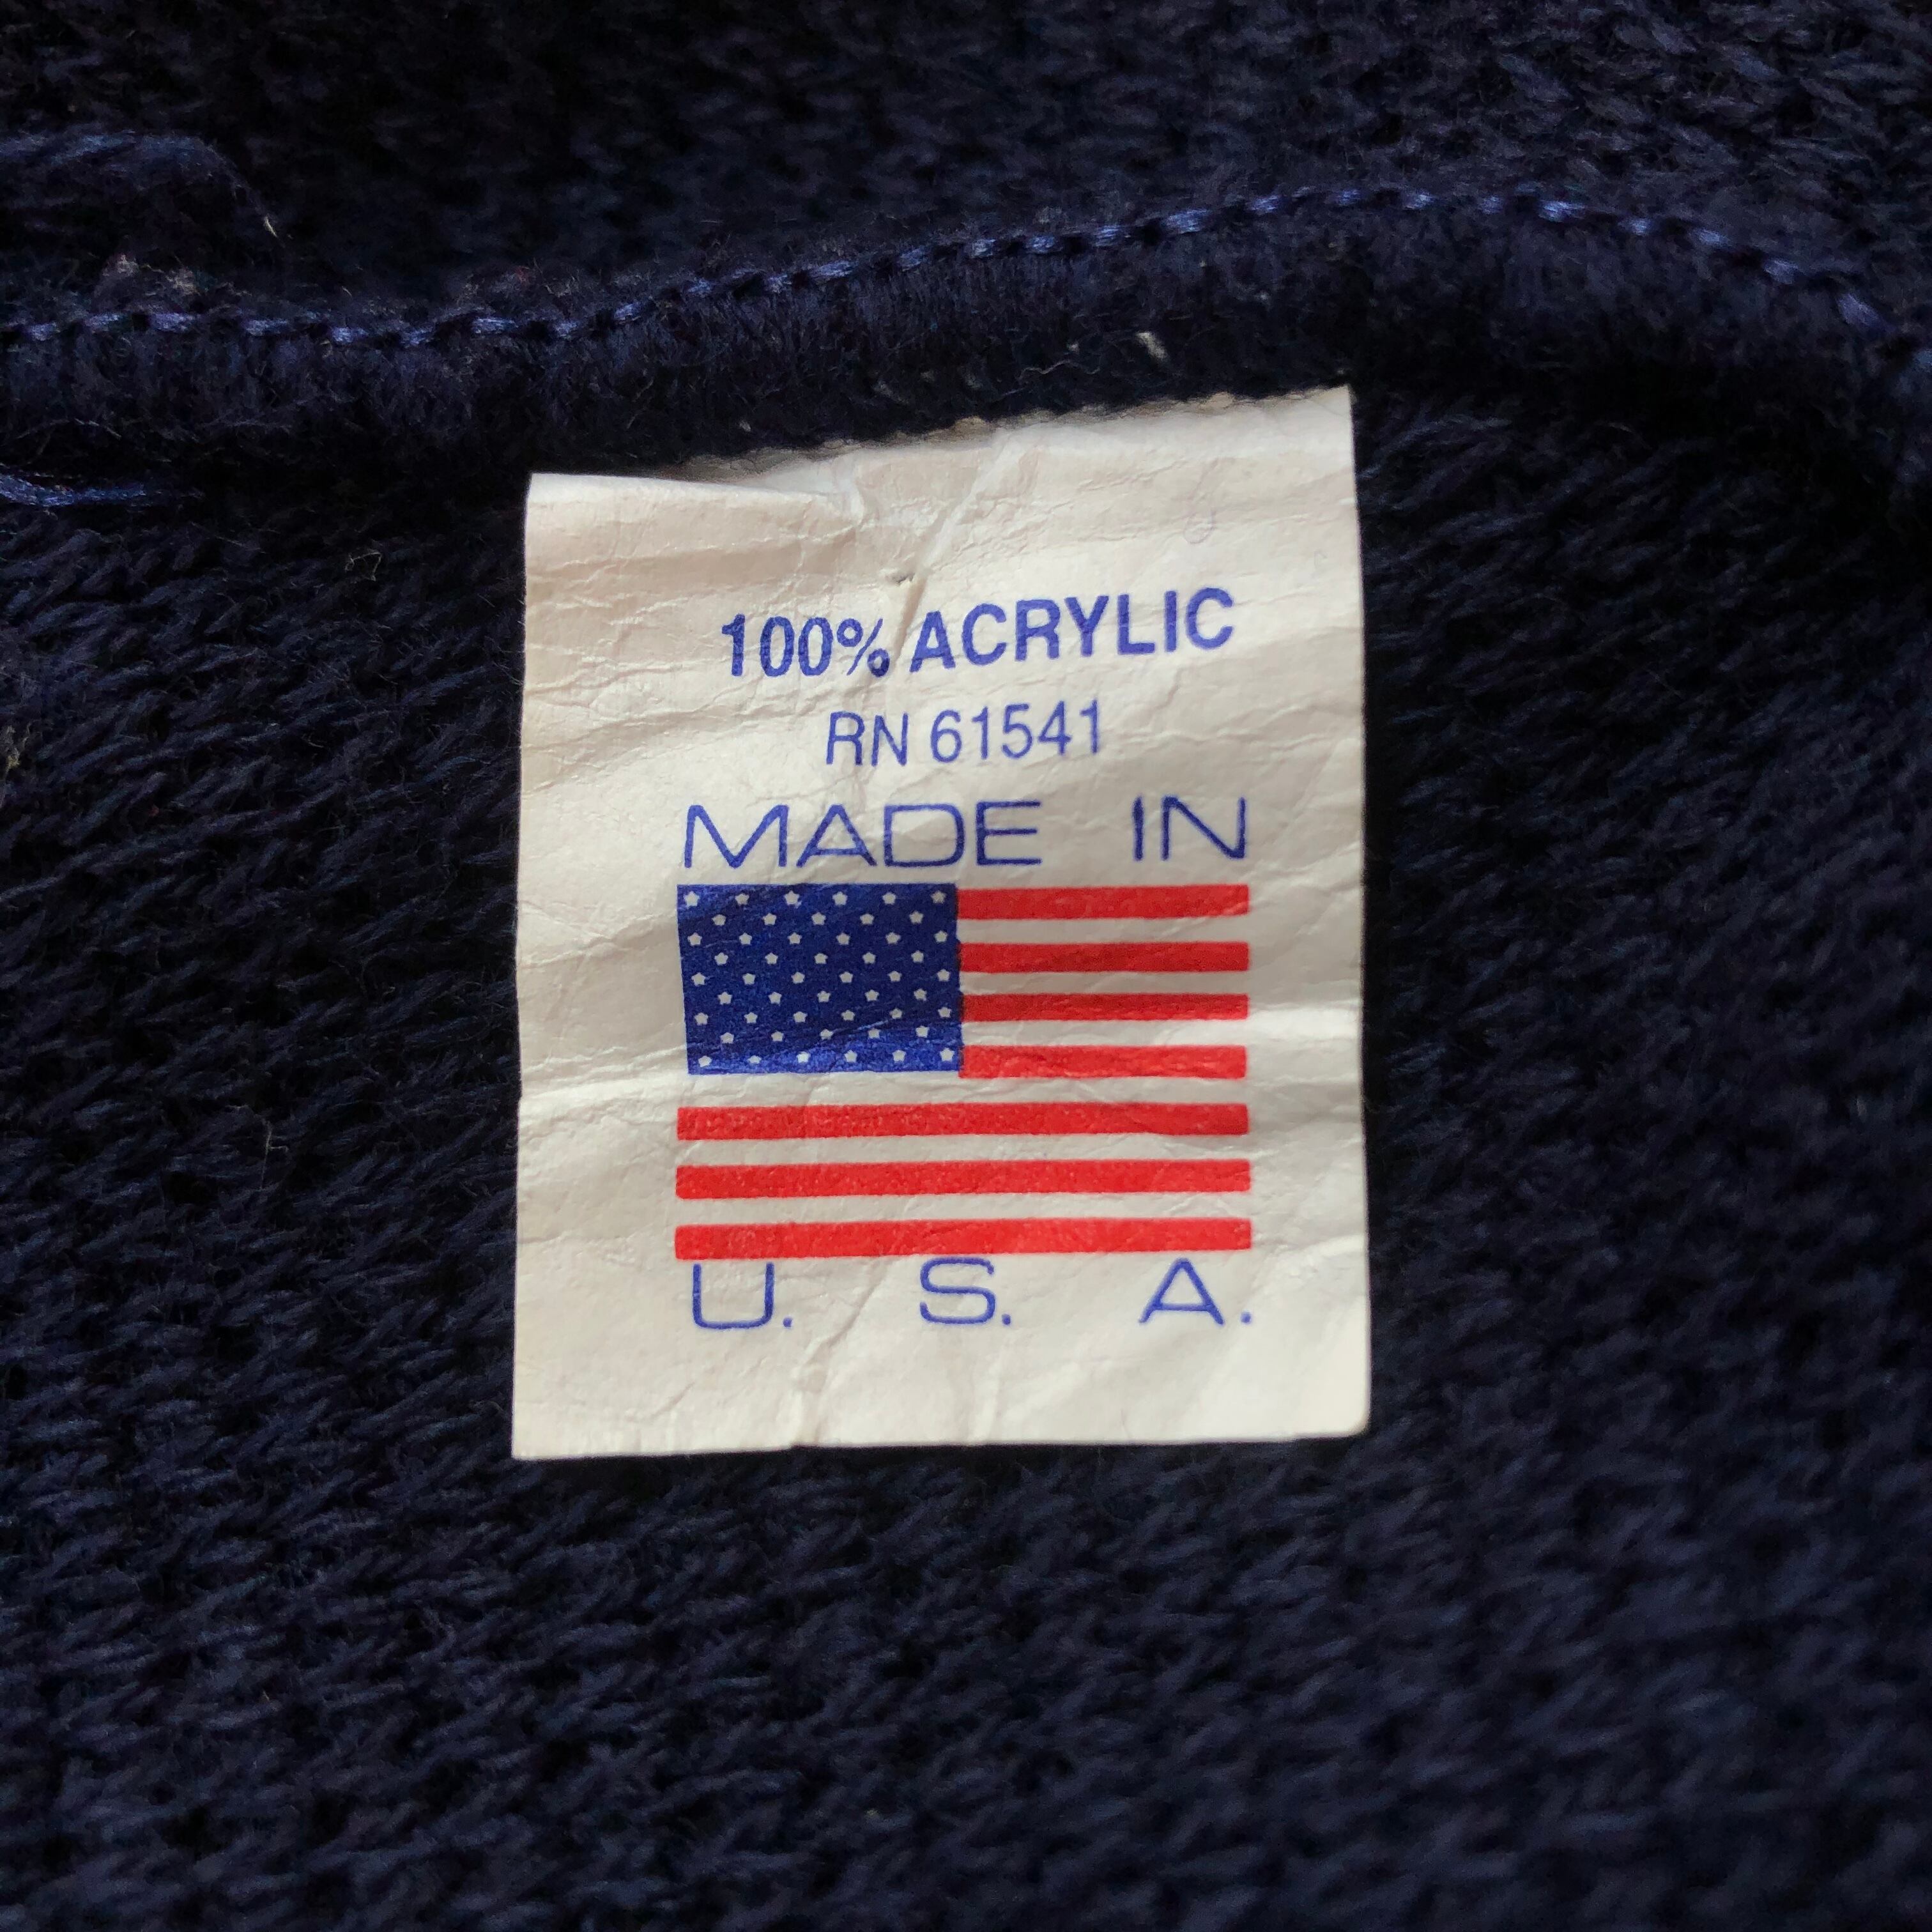 100% ACRYLIC
RN 61541
MADE IN
U. S. A.